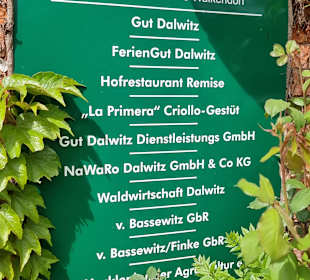 Gut Dalwitz
FerienGut Dalwitz
Hofrestaurant Remise
„La Primera“ Criollo-Gestüt
Gut Dalwitz Dienstleistungs GmbH
NaWaRo Dalwitz GmbH & Co KG
Waldwirtschaft Dalwitz
v. Bassewitz GbR
v. Bassewitz/Finke GbR